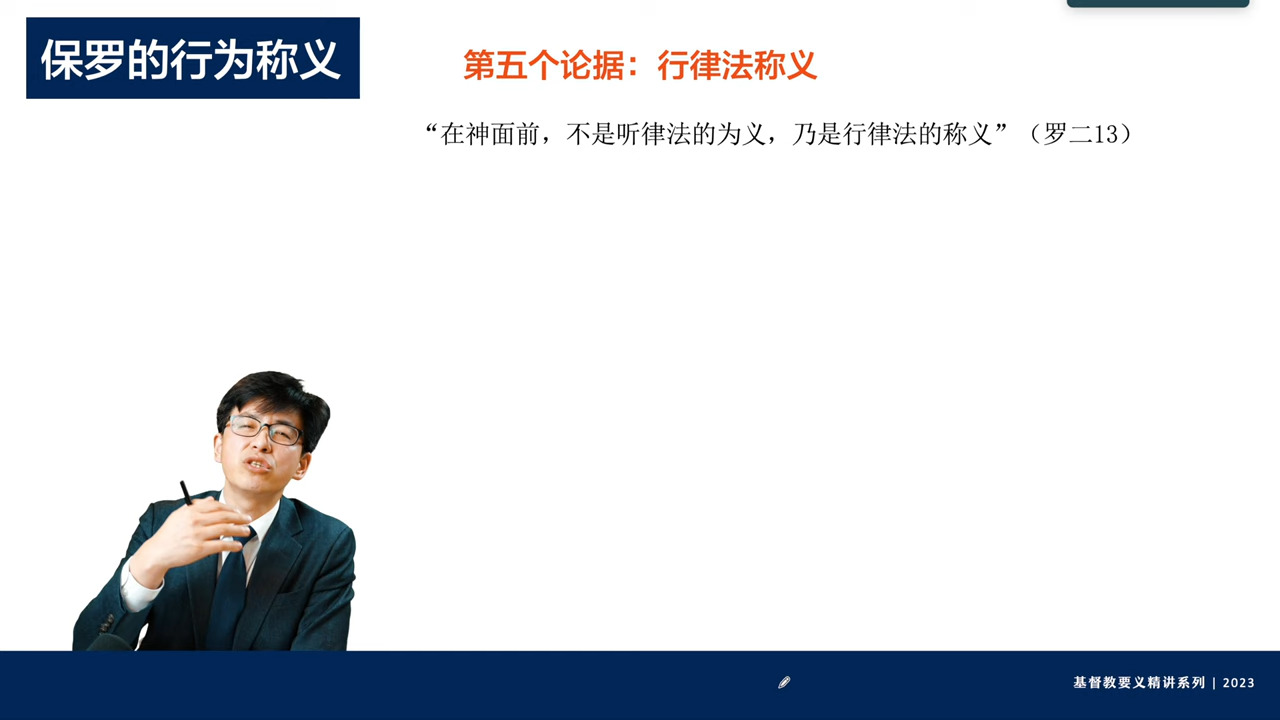 保罗的行为称义
第五个论据：行律法称义
“在神面前，不是听律法的为义，乃是行律法的称义”（罗二13）
基督教要义精讲系列 | 2023